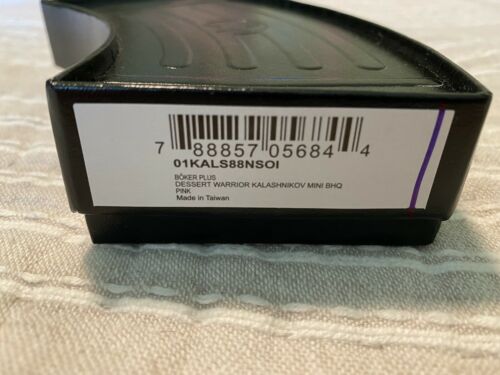 7 88857 05684 4
01KALS88NSOI
BÖKER PLUS
DESSERT WARRIOR KALASHNIKOV MINI BHQ
PINK
Made in Taiwan